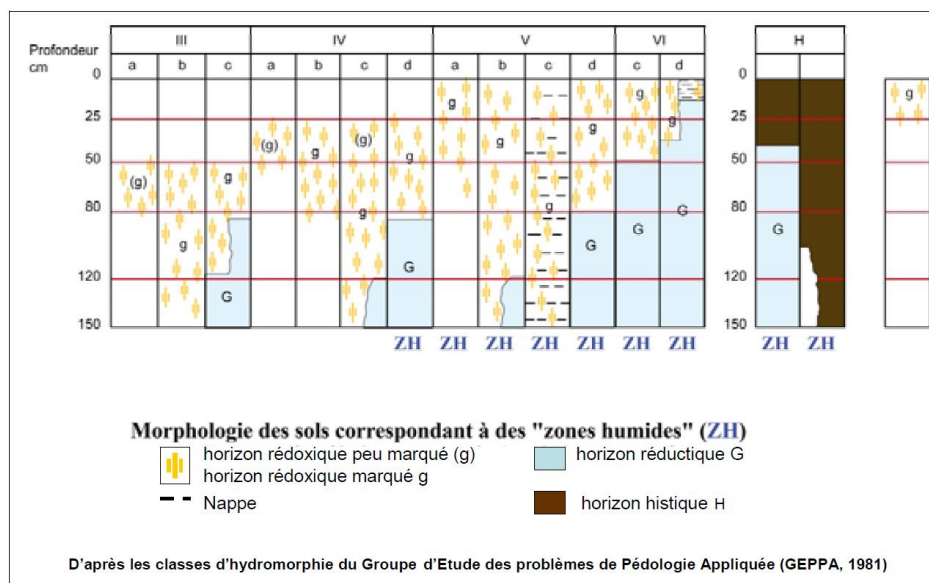 III IV V VI H
Profondeur
cm
a b c a b c d a b c d c d
0 0
g g c g g
25 25
(g) g (g) g g g
50 50
(g) g
80 80
g g g G G G
120 120
G G
150 150
ZH ZH ZH ZH ZH ZH ZH ZH ZH
Morphologie des sols correspondant à des "zones humides" (ZH)
horizon rédoxique peu marqué (g)
horizon rédoxique marqué g
Nappe
horizon réductique G
horizon histique H
D'après les classes d'hydromorphie du Groupe d'Etude des problèmes de Pédologie Appliquée (GEPPA, 1981)